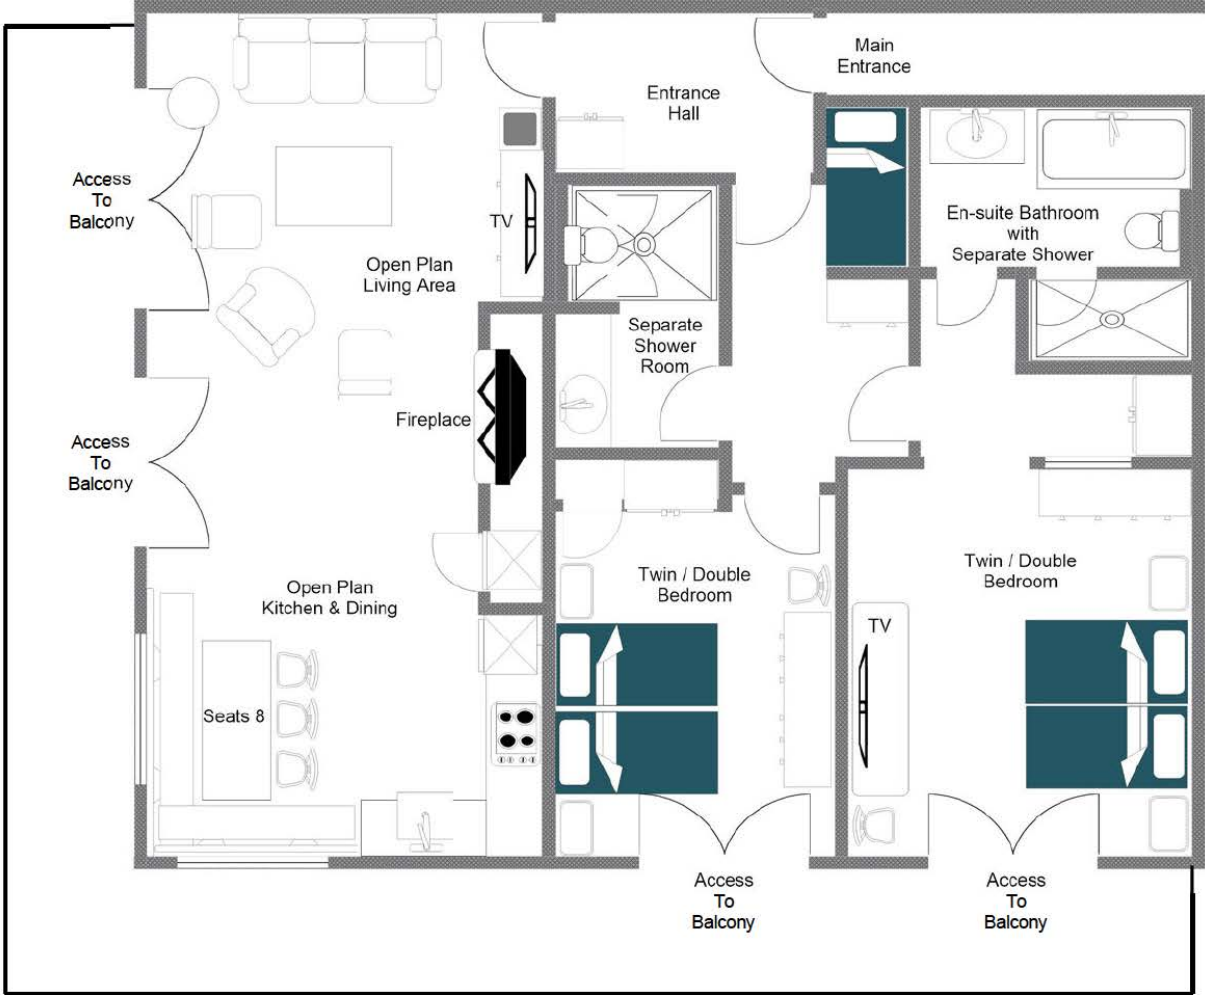 Main
Entrance
Entrance
Hall
Access
To
Balcony
TV
En-suite Bathroom
with
Separate Shower
Open Plan
Living Area
Separate
Shower
Room
Fireplace
Access
To
Balcony
Open Plan
Kitchen & Dining
Twin / Double
Bedroom
Twin / Double
Bedroom
TV
Seats 8
Access
To
Balcony
Access
To
Balcony